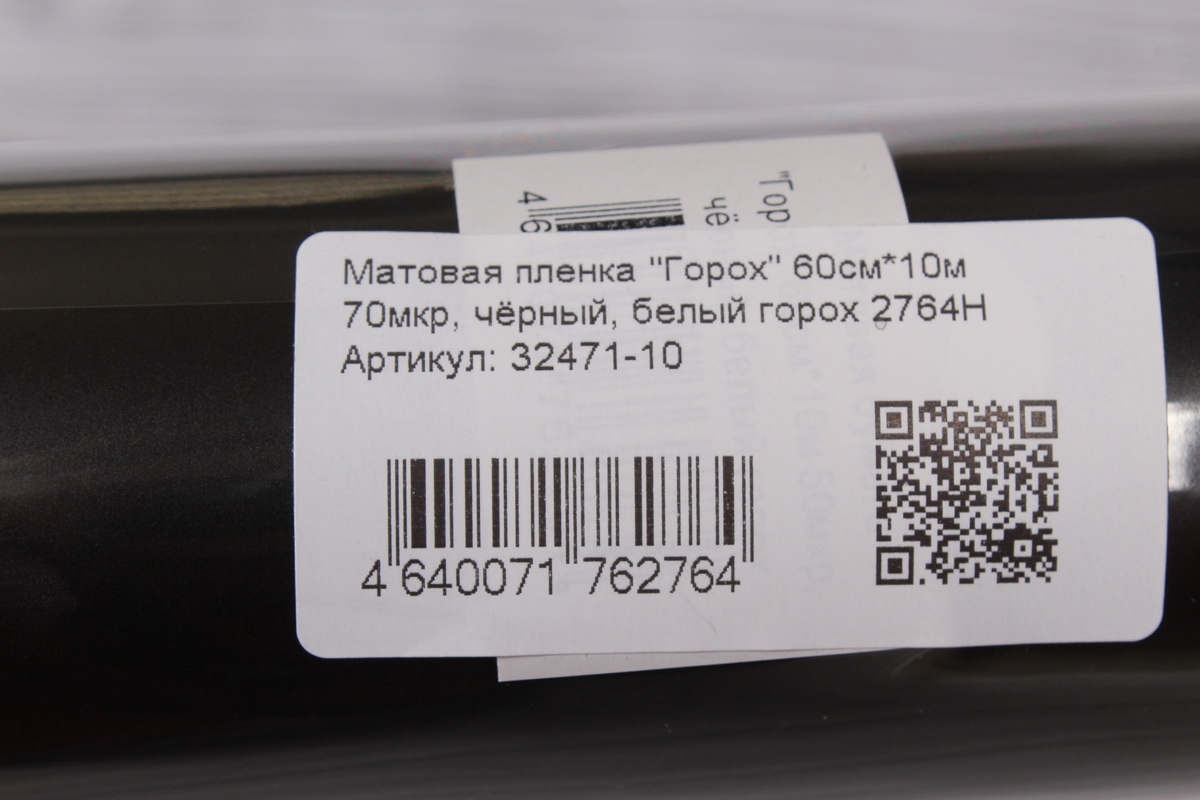 Матовая пленка "Горох" 60см*10м
70мкр, чёрный, белый горох 2764Н
Артикул: 32471-10
4 640071 762764